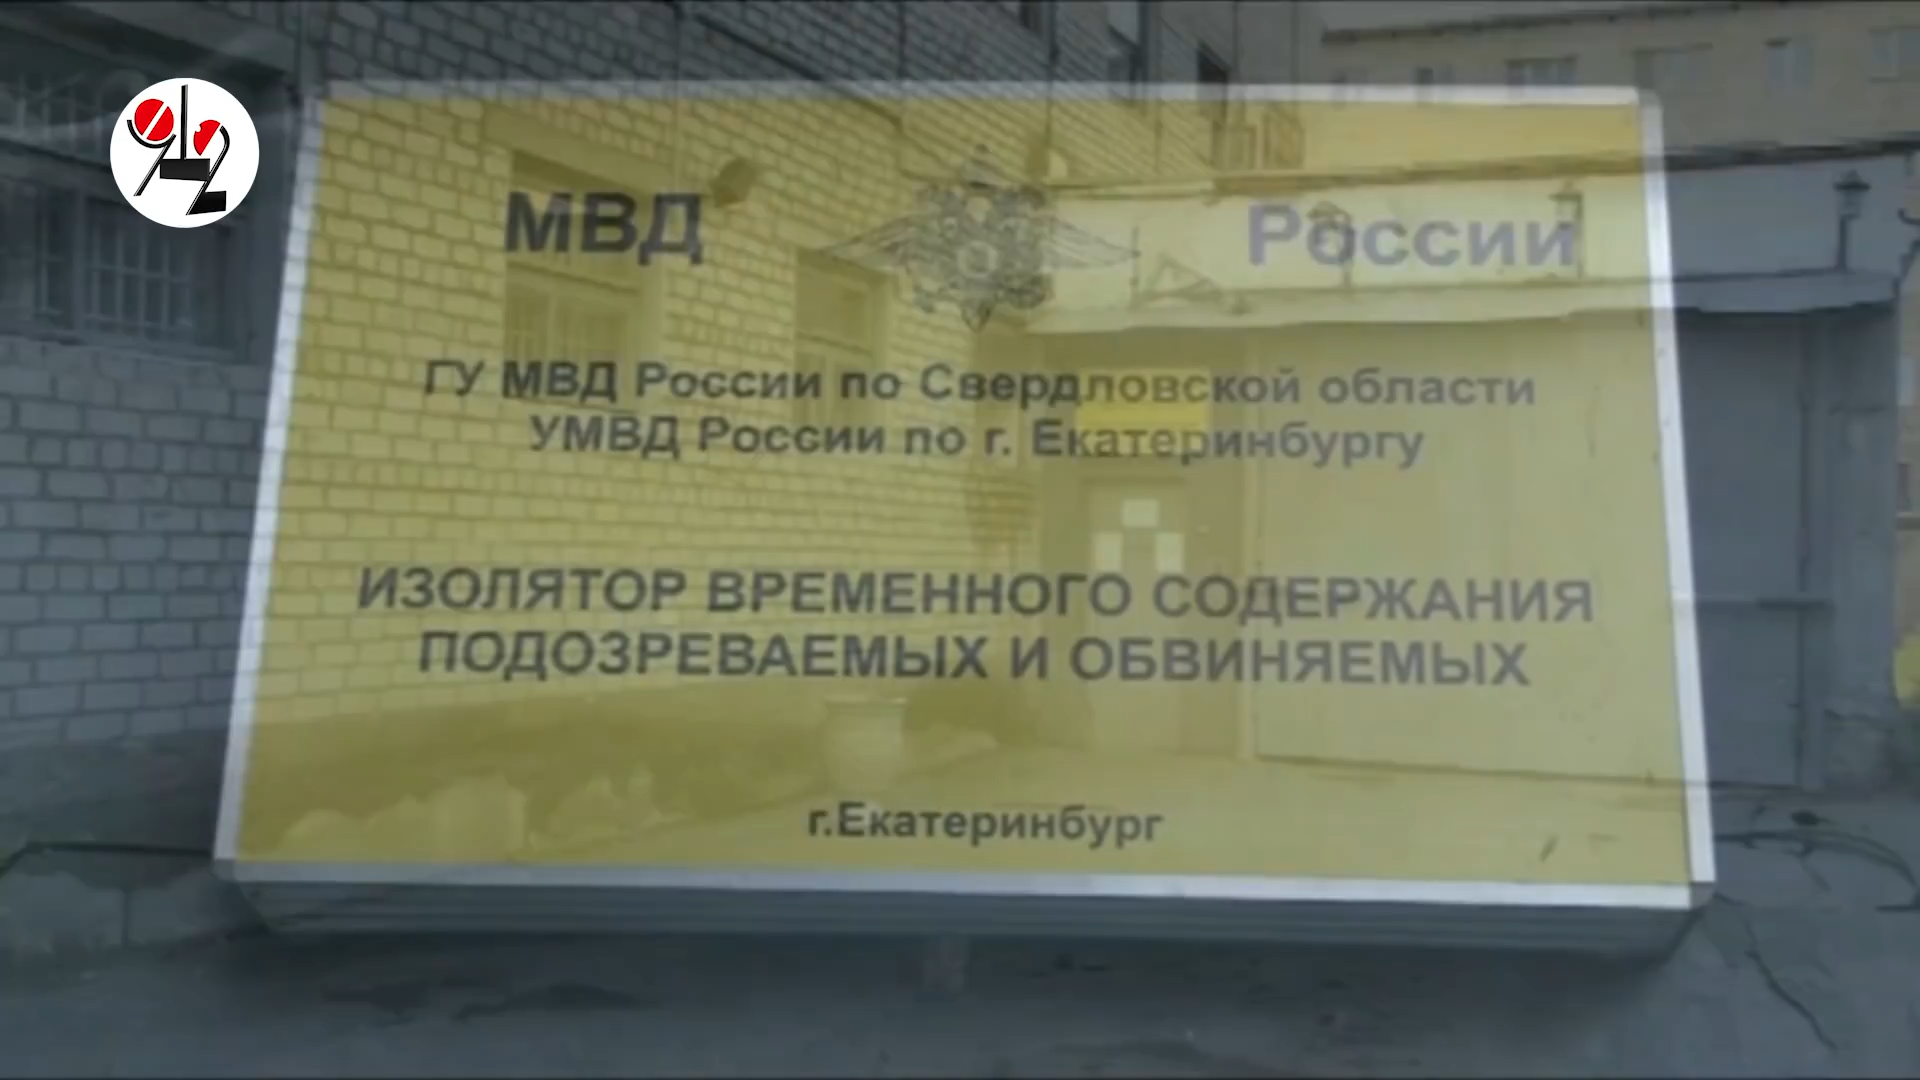 МВД России
ГУ МВД России по Свердловской области
УМВД России по г. Екатеринбургу
ИЗОЛЯТОР ВРЕМЕННОГО СОДЕРЖАНИЯ
ПОДОЗРЕВАЕМЫХ И ОБВИНЯЕМЫХ
г.Екатеринбург